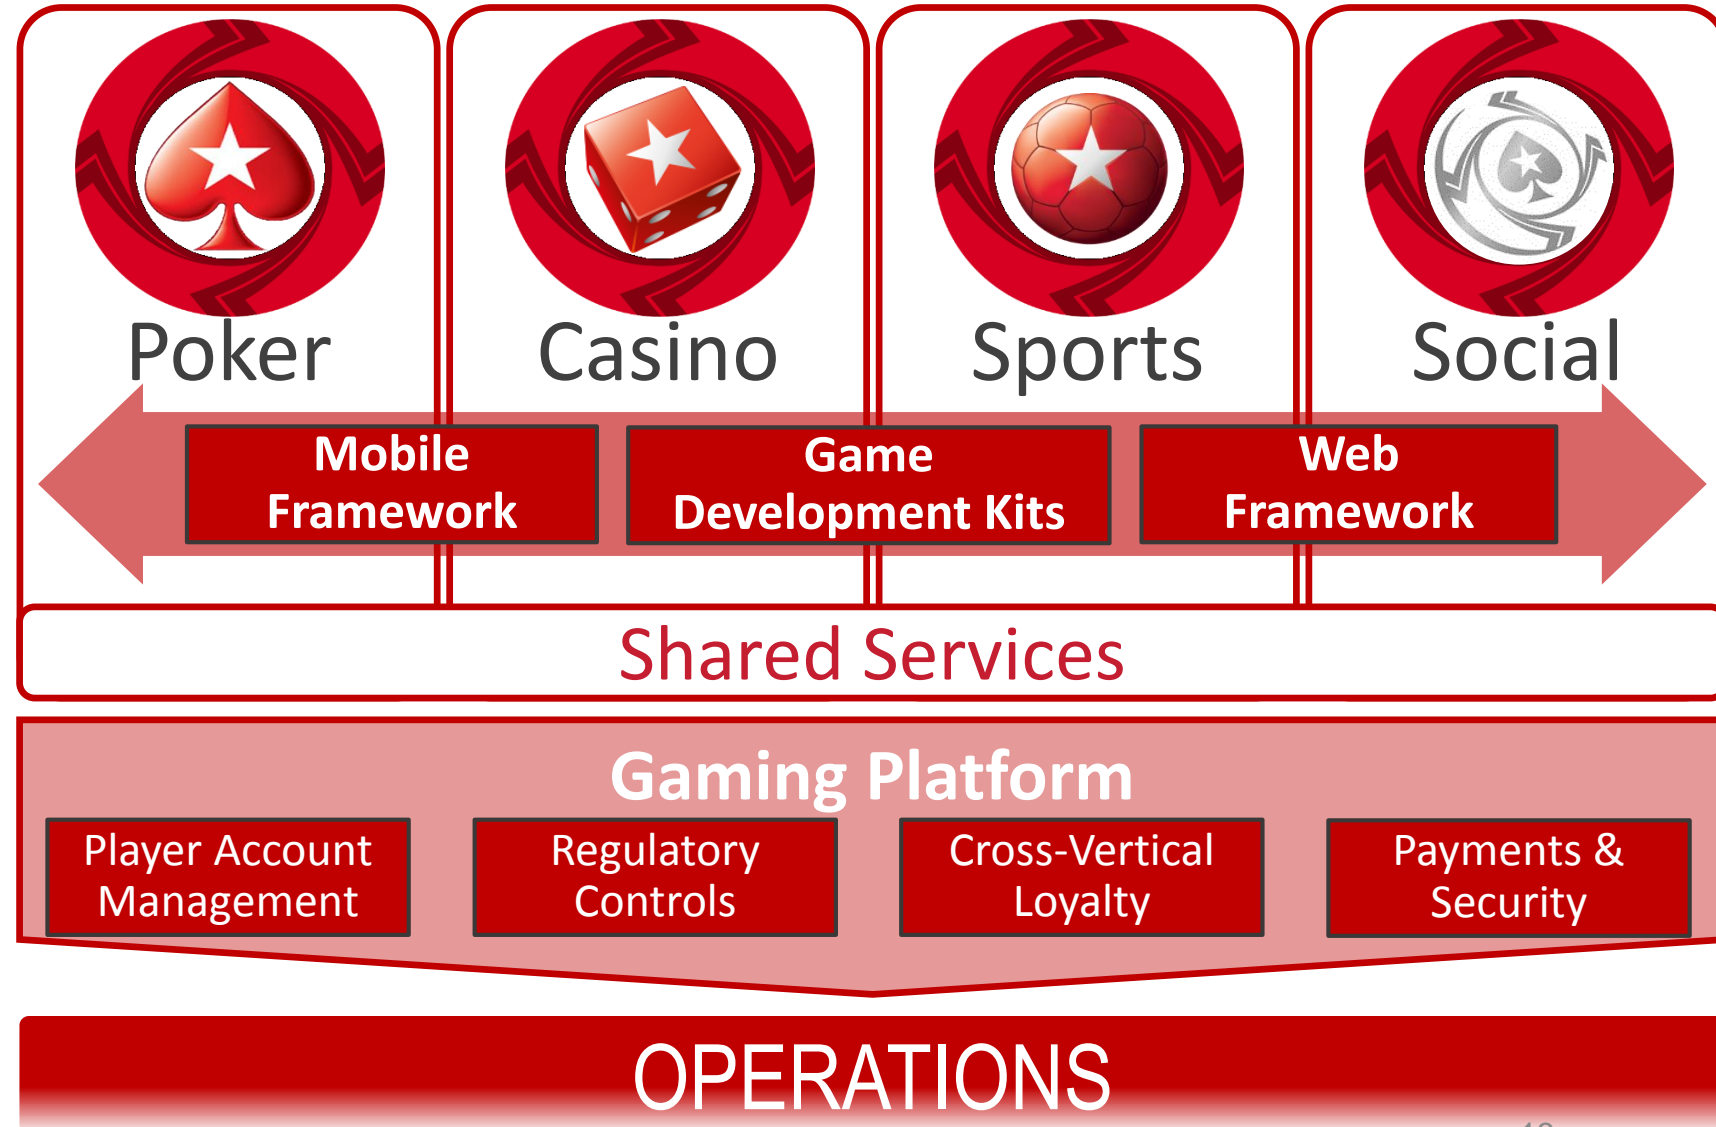 Poker
Casino
Sports
Social
Mobile
Framework
Game
Development Kits
Web
Framework
Shared Services
Gaming Platform
Player Account
Management
Regulatory
Controls
Cross-Vertical
Loyalty
Payments &
Security
OPERATIONS